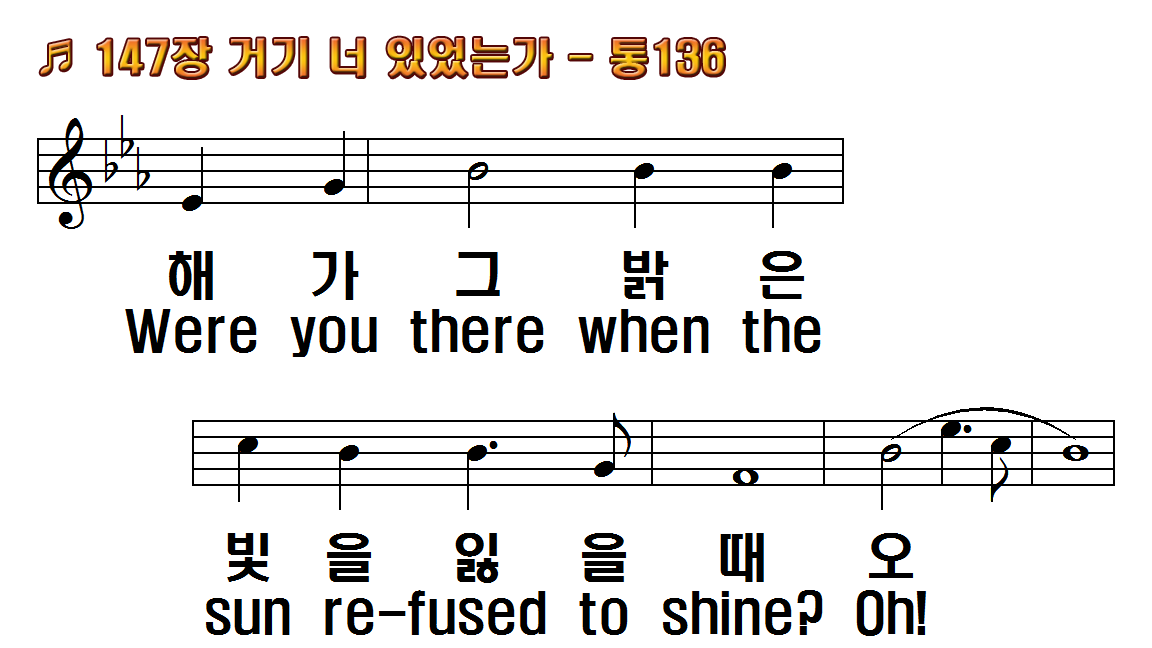 ♬ 147장 거기 너 있었는가 - 통136
해 가 그 밝 은
Were you there when the
빛 을 잃 을 때 오
sun re-fused to shine? Oh!